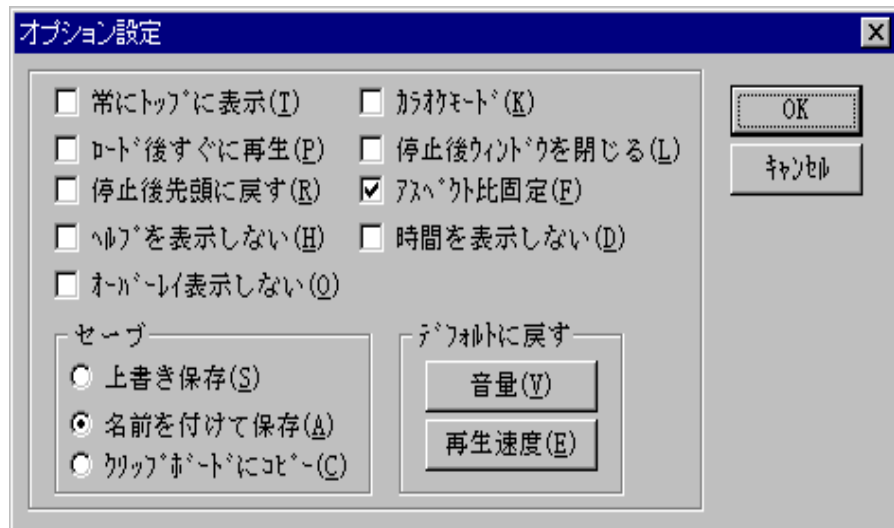 オプション設定
常にﾄｯﾌﾟに表示(T)
ｶﾗｵｹﾓｰﾄﾞ(K)
OK
ﾛｰﾄﾞ後すぐに再生(P)
停止後ｳｨﾝﾄﾞｳを閉じる(L)
ｷｬﾝｾﾙ
停止後先頭に戻す(R)
ｱｽﾍﾟｸﾄ比固定(F)
ﾍﾙﾌﾟを表示しない(H)
時間を表示しない(D)
ｵｰﾊﾞｰﾚｲ表示しない(O)
セーブ
上書き保存(S)
名前を付けて保存(A)
ｸﾘｯﾌﾟﾎﾞｰﾄﾞにｺﾋﾟｰ(C)
ﾃﾞﾌｫﾙﾄに戻す
音量(V)
再生速度(E)